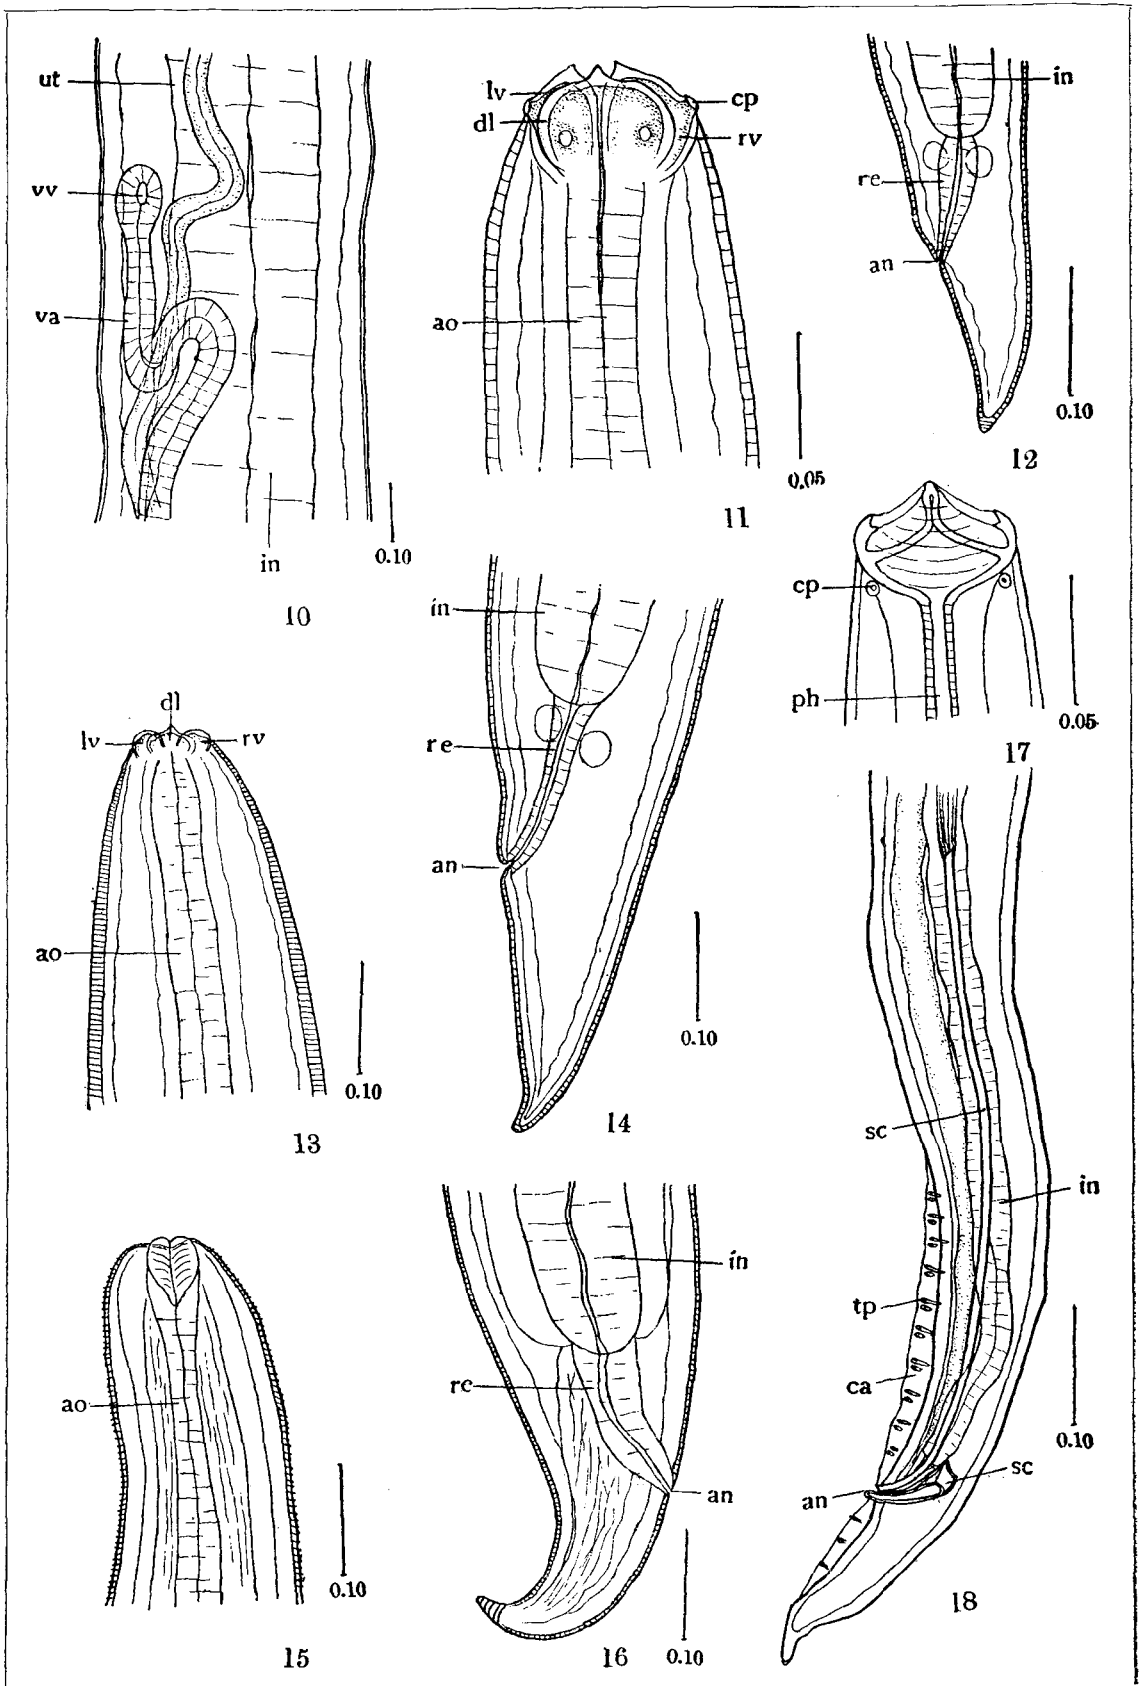 ut
vv
va
in
0.10
10
lv
dl
cp
rv
ao
0.05
11
in
re
an
0.10
12
dl
lv
rv
ao
0.10
13
in
re
an
0.10
14
cp
ph
0.05
17
ao
0.10
15
in
re
an
0.10
16
sc
in
tp
ca
an
sc
0.10
18